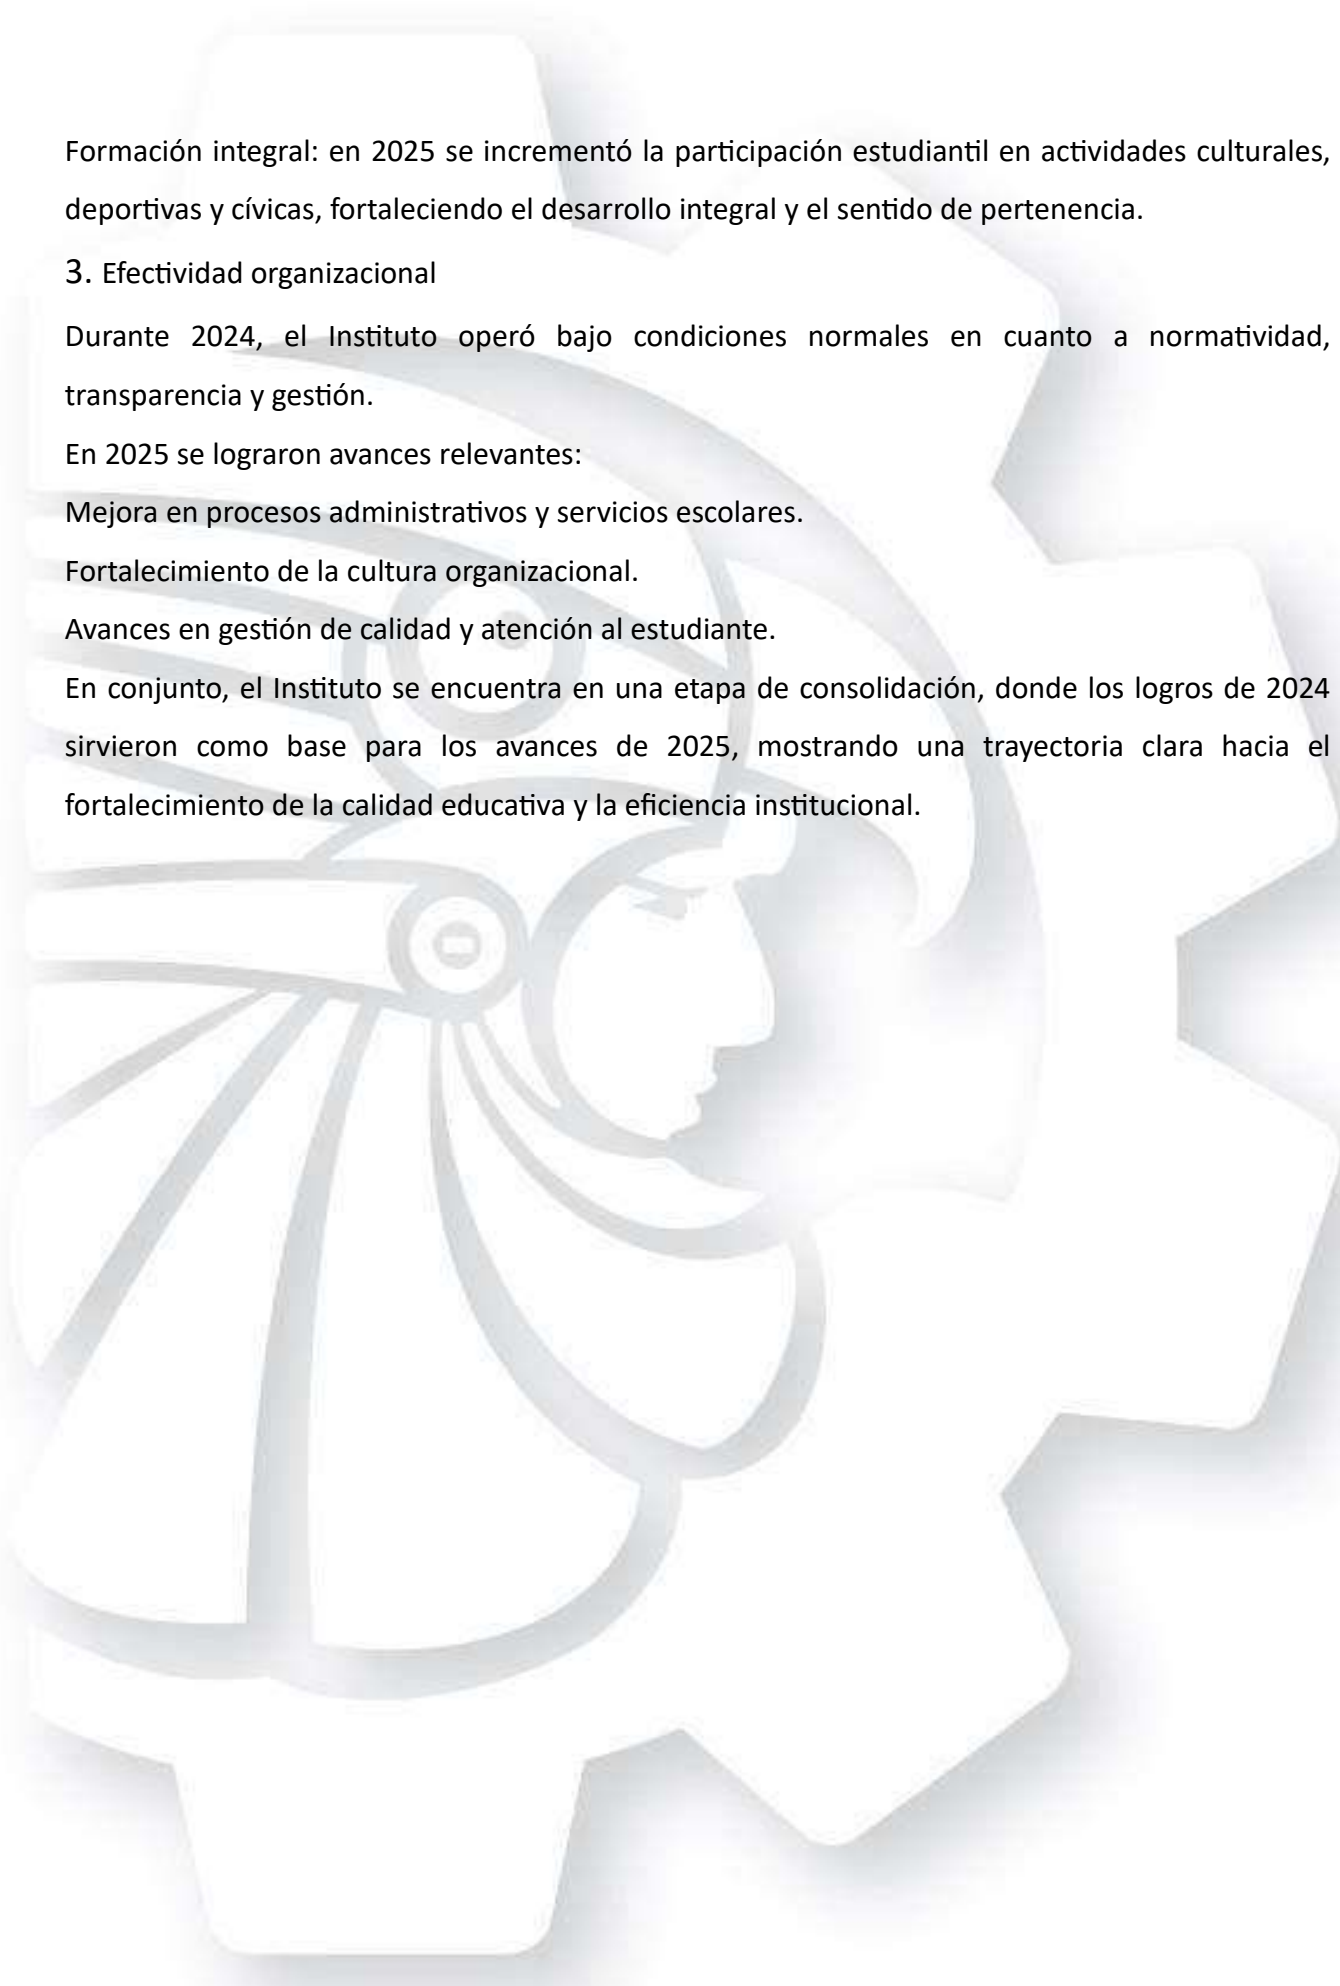 Formación integral: en 2025 se incrementó la participación estudiantil en actividades culturales,
deportivas y cívicas, fortaleciendo el desarrollo integral y el sentido de pertenencia.
3. Efectividad organizacional
Durante 2024, el Instituto operó bajo condiciones normales en cuanto a normatividad,
transparencia y gestión.
En 2025 se lograron avances relevantes:
Mejora en procesos administrativos y servicios escolares.
Fortalecimiento de la cultura organizacional.
Avances en gestión de calidad y atención al estudiante.
En conjunto, el Instituto se encuentra en una etapa de consolidación, donde los logros de 2024
sirvieron como base para los avances de 2025, mostrando una trayectoria clara hacia el
fortalecimiento de la calidad educativa y la eficiencia institucional.